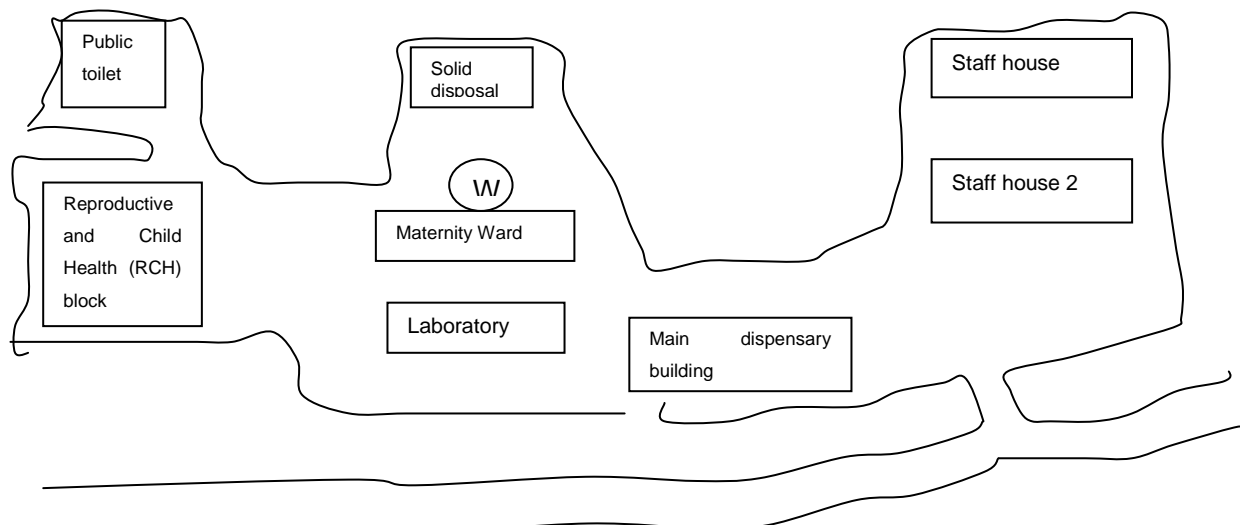 Public
toilet
Solid
disposal
Staff house
Staff house 2
W
Maternity Ward
Reproductive
and Child
Health (RCH)
block
Laboratory
Main dispensary
building